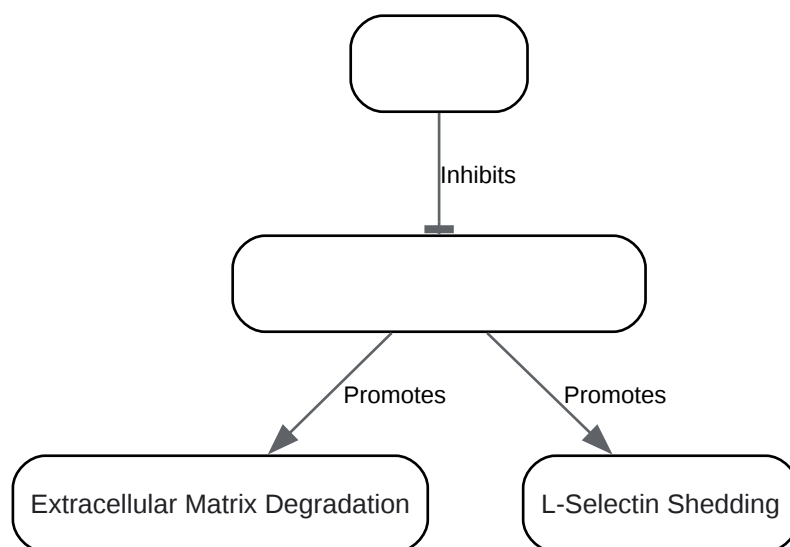 Inhibits
Promotes
Promotes
Extracellular Matrix Degradation
L-Selectin Shedding